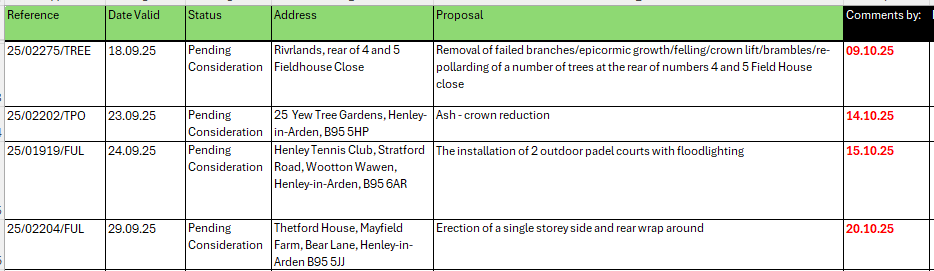 Reference Date Valid Status Address Proposal Comments by:
25/02275/TREE 18.09.25 Pending Consideration Rivrlands, rear of 4 and 5 Fieldhouse Close Removal of failed branches/epicormic growth/felling/crown lift/brambles/re-pollarding of a number of trees at the rear of numbers 4 and 5 Field House close 09.10.25
25/02202/TPO 23.09.25 Pending Consideration 25 Yew Tree Gardens, Henley-in-Arden, B95 5HP Ash - crown reduction 14.10.25
25/01919/FUL 24.09.25 Pending Consideration Henley Tennis Club, Stratford Road, Wootton Wawen, Henley-in-Arden, B95 6AR The installation of 2 outdoor padel courts with floodlighting 15.10.25
25/02204/FUL 29.09.25 Pending Consideration Thetford House, Mayfield Farm, Bear Lane, Henley-in-Arden B95 5JJ Erection of a single storey side and rear wrap around 20.10.25